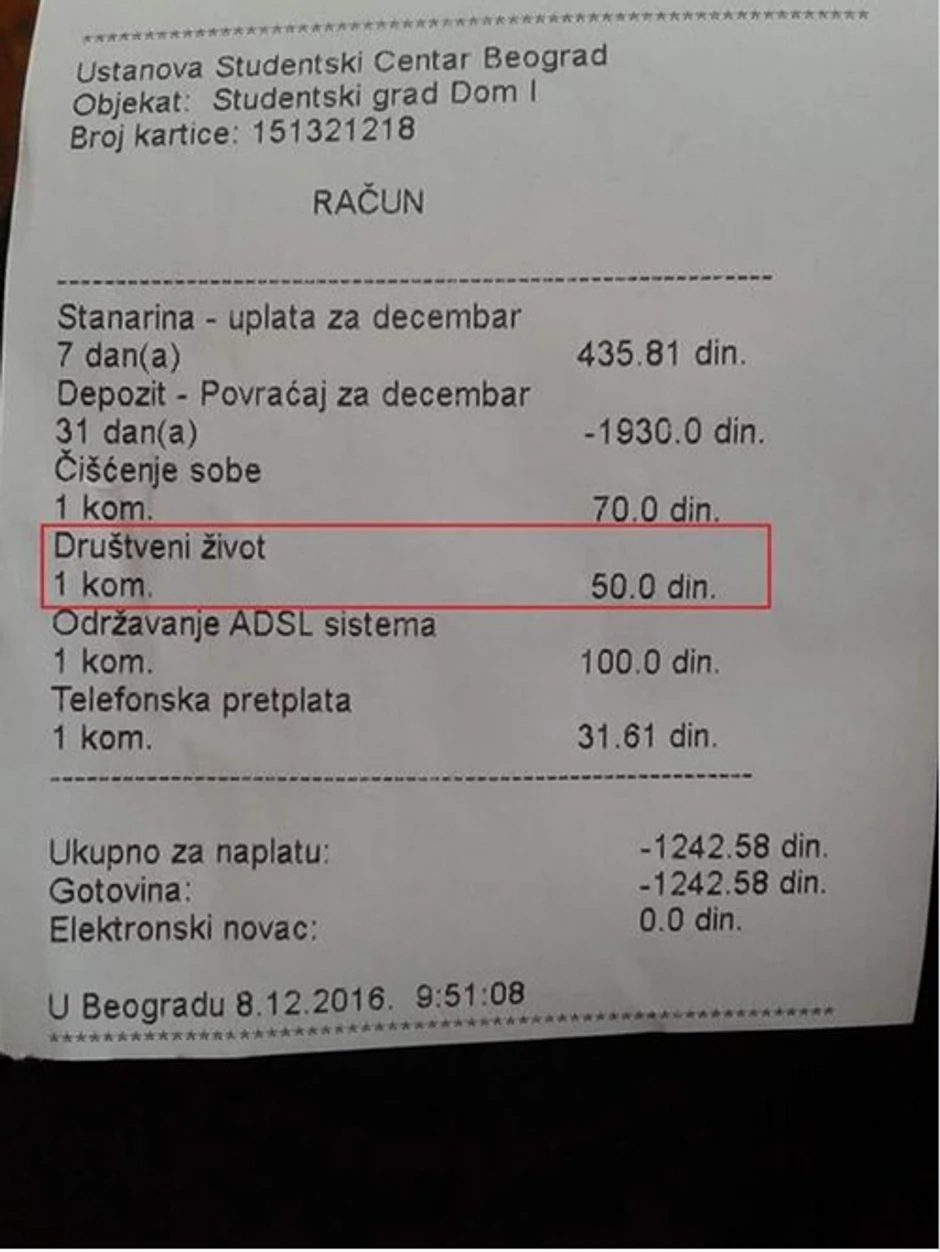 ************************************************************
Ustanova Studentski Centar Beograd
Objekat: Studentski grad Dom I
Broj kartice: 151321218
RAČUN
------------------------------------------------------------
Stanarina - uplata za decembar
7 dan(a) 435.81 din.
Depozit - Povraćaj za decembar
31 dan(a) -1930.0 din.
Čišćenje sobe
1 kom. 70.0 din.
Društveni život
1 kom. 50.0 din.
Održavanje ADSL sistema
1 kom. 100.0 din.
Telefonska pretplata
1 kom. 31.61 din.
------------------------------------------------------------
Ukupno za naplatu: -1242.58 din.
Gotovina: -1242.58 din.
Elektronski novac: 0.0 din.
U Beogradu 8.12.2016. 9:51:08
************************************************************